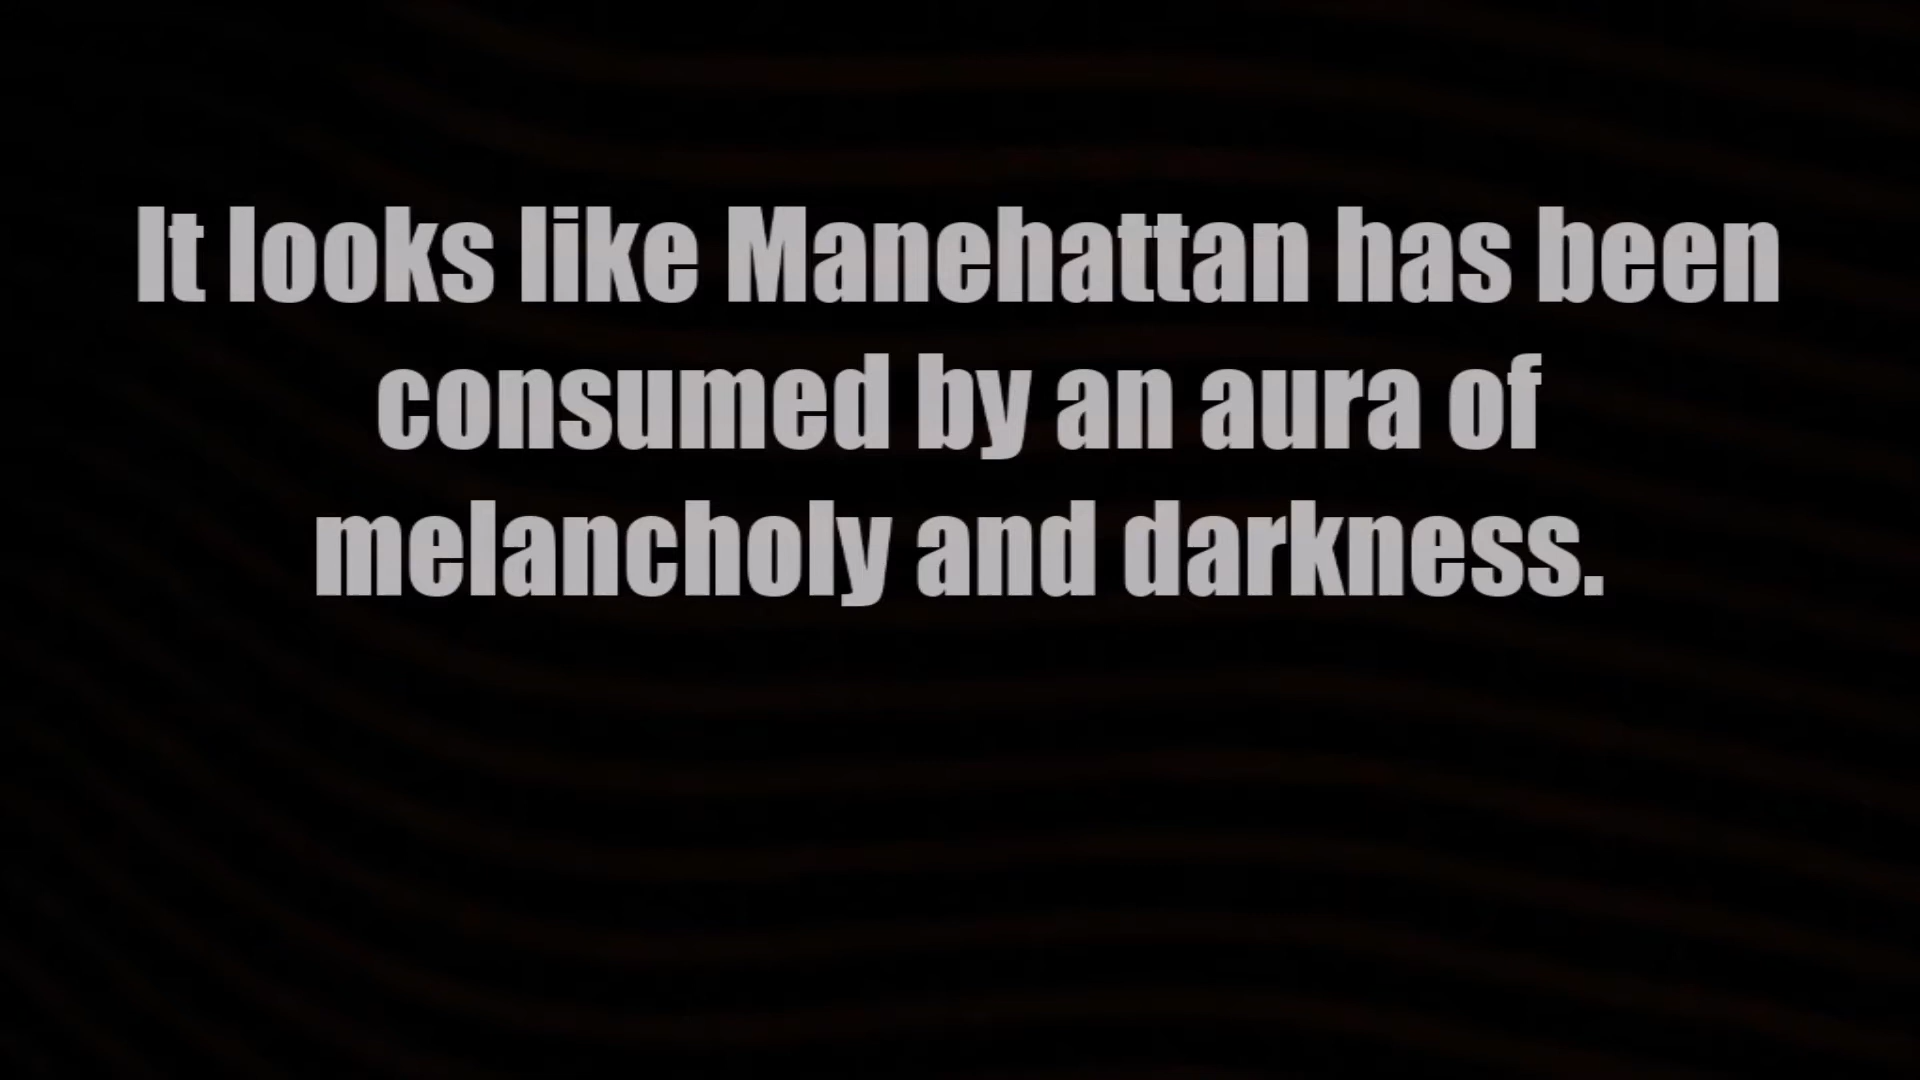 It looks like Manehattan has been
consumed by an aura of
melancholy and darkness.